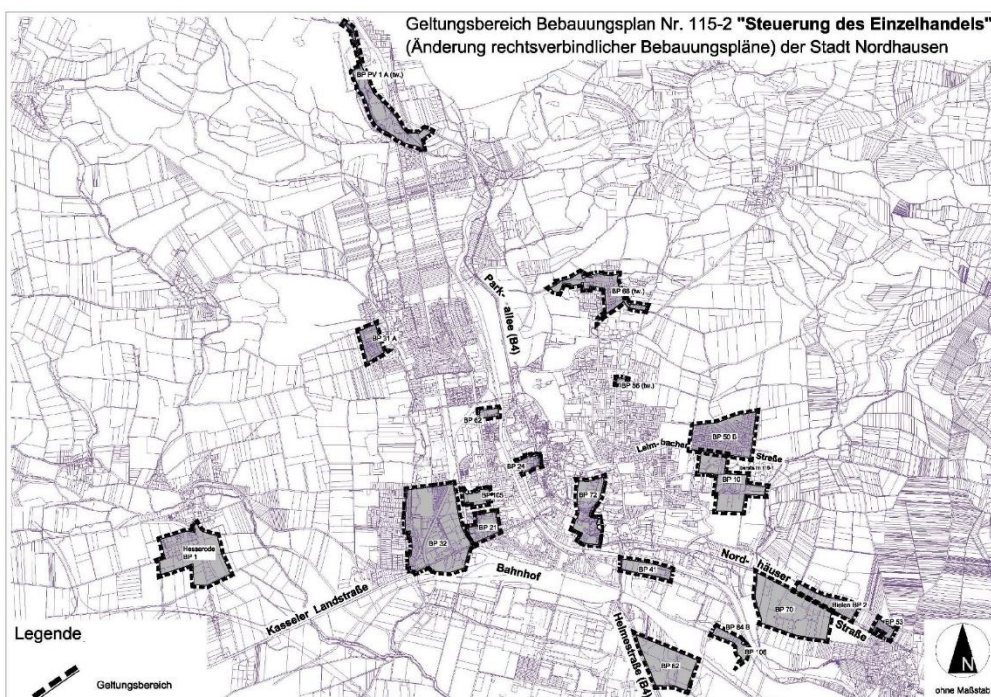 Geltungsbereich Bebauungsplan Nr. 115-2 "Steuerung des Einzelhandels"
(Änderung rechtsverbindlicher Bebauungspläne) der Stadt Nordhausen
BP PV 1 A (tw.)
Park-
allee (B4)
BP 68 (tw.)
BP 31 A
BP 56 (tw.)
BP 62
BP 50 B
Leim-bacher
Straße
BP 24
BP 10
BP 105
BP 72
BP 21
BP 32
Hesserode
BP 1
Bahnhof
BP 41
Nord-häuser
Straße
Kasseler Landstraße
BP 70
Bielen BP 2
BP 53
BP 84 B
BP 106
BP 82
Helmestraße (B4)
Legende
Geltungsbereich
N
ohne Maßstab